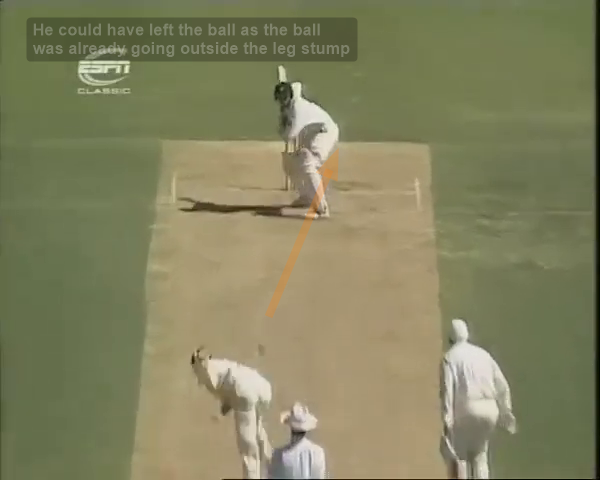 He could have left the ball as the ball
was already going outside the leg stump
ESPN
CLASSIC